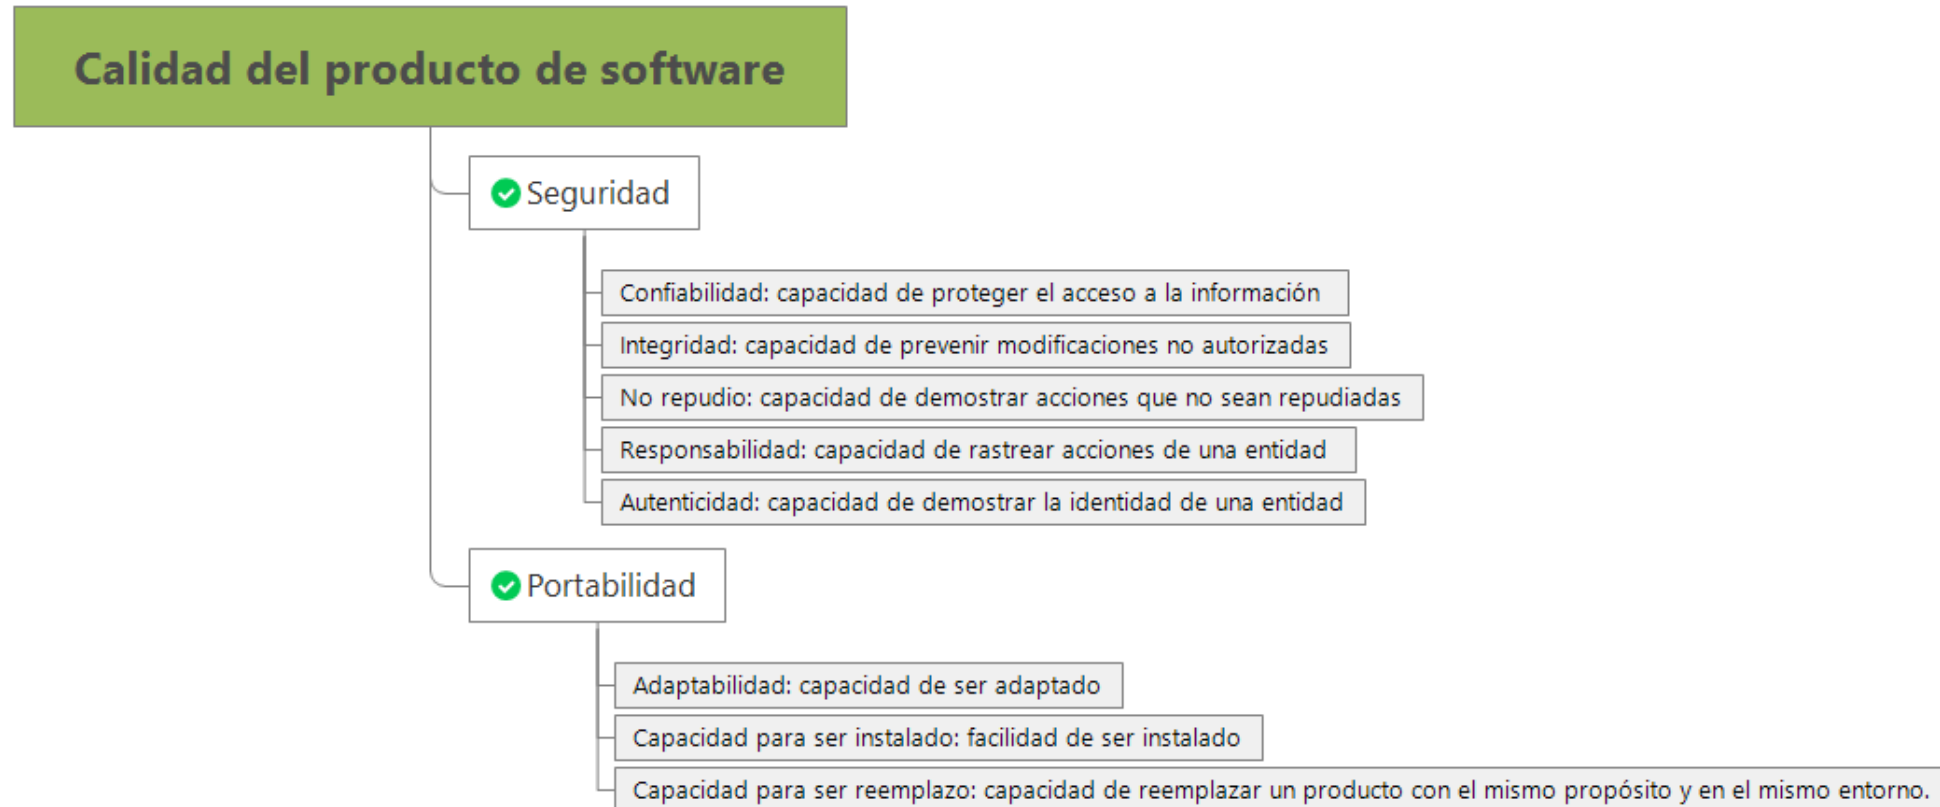 Calidad del producto de software
Seguridad
Confiabilidad: capacidad de proteger el acceso a la información
Integridad: capacidad de prevenir modificaciones no autorizadas
No repudio: capacidad de demostrar acciones que no sean repudiadas
Responsabilidad: capacidad de rastrear acciones de una entidad
Autenticidad: capacidad de demostrar la identidad de una entidad
Portabilidad
Adaptabilidad: capacidad de ser adaptado
Capacidad para ser instalado: facilidad de ser instalado
Capacidad para ser reemplazo: capacidad de reemplazar un producto con el mismo propósito y en el mismo entorno.